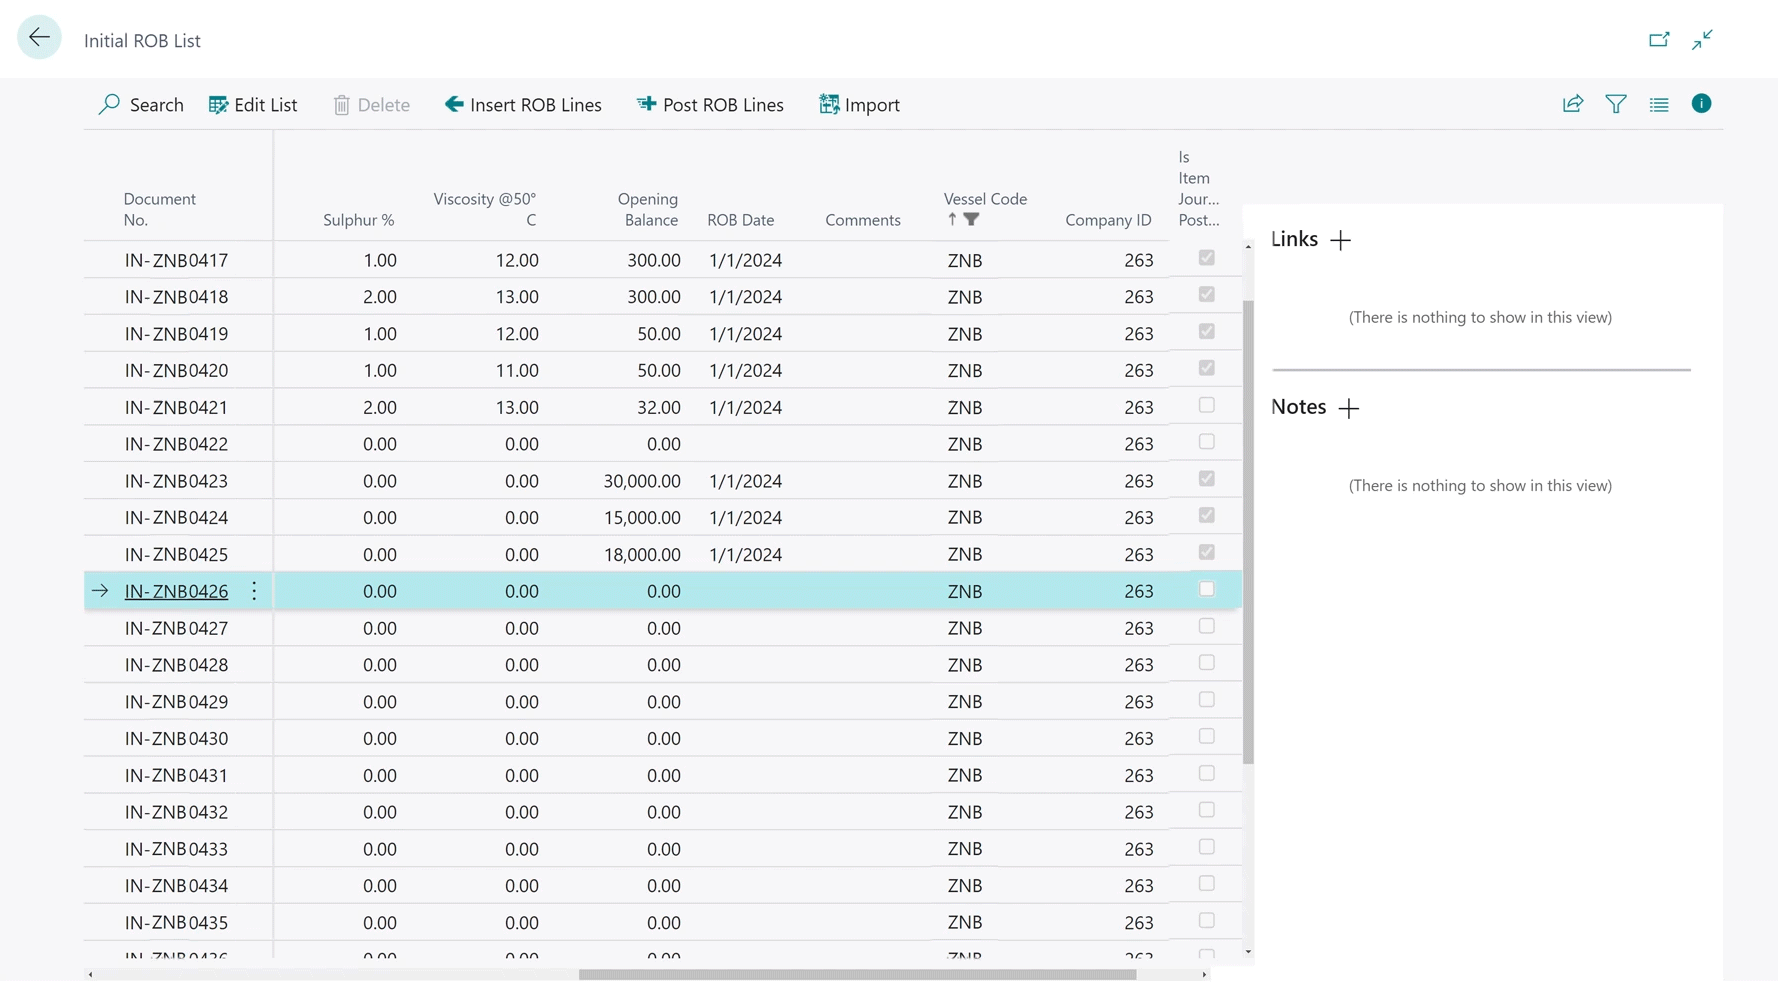 Initial ROB List
Search Edit List Delete Insert ROB Lines Post ROB Lines Import
Document No. Sulphur % Viscosity @50° C Opening Balance ROB Date Comments Vessel Code Company ID Is Item Jour... Post...
IN-ZNB0417 1.00 12.00 300.00 1/1/2024 ZNB 263
IN-ZNB0418 2.00 13.00 300.00 1/1/2024 ZNB 263
IN-ZNB0419 1.00 12.00 50.00 1/1/2024 ZNB 263
IN-ZNB0420 1.00 11.00 50.00 1/1/2024 ZNB 263
IN-ZNB0421 2.00 13.00 32.00 1/1/2024 ZNB 263
IN-ZNB0422 0.00 0.00 0.00 ZNB 263
IN-ZNB0423 0.00 0.00 30,000.00 1/1/2024 ZNB 263
IN-ZNB0424 0.00 0.00 15,000.00 1/1/2024 ZNB 263
IN-ZNB0425 0.00 0.00 18,000.00 1/1/2024 ZNB 263
IN-ZNB0426 0.00 0.00 0.00 ZNB 263
IN-ZNB0427 0.00 0.00 0.00 ZNB 263
IN-ZNB0428 0.00 0.00 0.00 ZNB 263
IN-ZNB0429 0.00 0.00 0.00 ZNB 263
IN-ZNB0430 0.00 0.00 0.00 ZNB 263
IN-ZNB0431 0.00 0.00 0.00 ZNB 263
IN-ZNB0432 0.00 0.00 0.00 ZNB 263
IN-ZNB0433 0.00 0.00 0.00 ZNB 263
IN-ZNB0434 0.00 0.00 0.00 ZNB 263
IN-ZNB0435 0.00 0.00 0.00 ZNB 263
Links
(There is nothing to show in this view)
Notes
(There is nothing to show in this view)